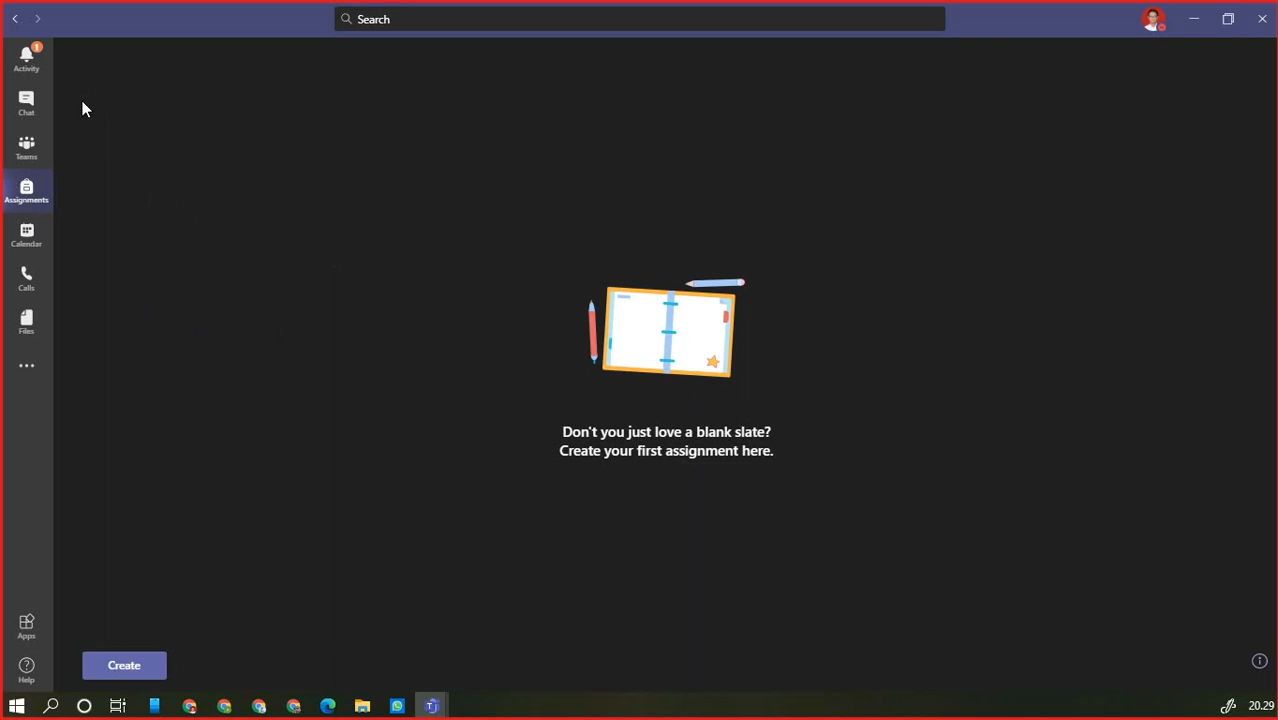 Search
1
Activity
Chat
Teams
Assignments
Calendar
Calls
Files
Don't you just love a blank slate?
Create your first assignment here.
Apps
Help
Create
20.29